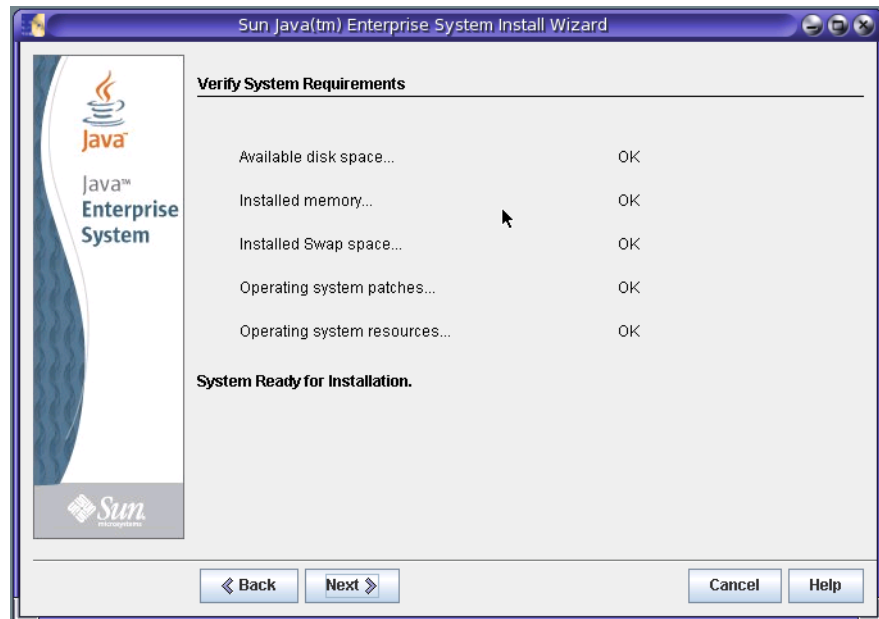 Sun Java(tm) Enterprise System Install Wizard
Java™
Java™
Enterprise
System
Sun
microsystems
Verify System Requirements
Available disk space... OK
Installed memory... OK
Installed Swap space... OK
Operating system patches... OK
Operating system resources... OK
System Ready for Installation.
Back Next Cancel Help